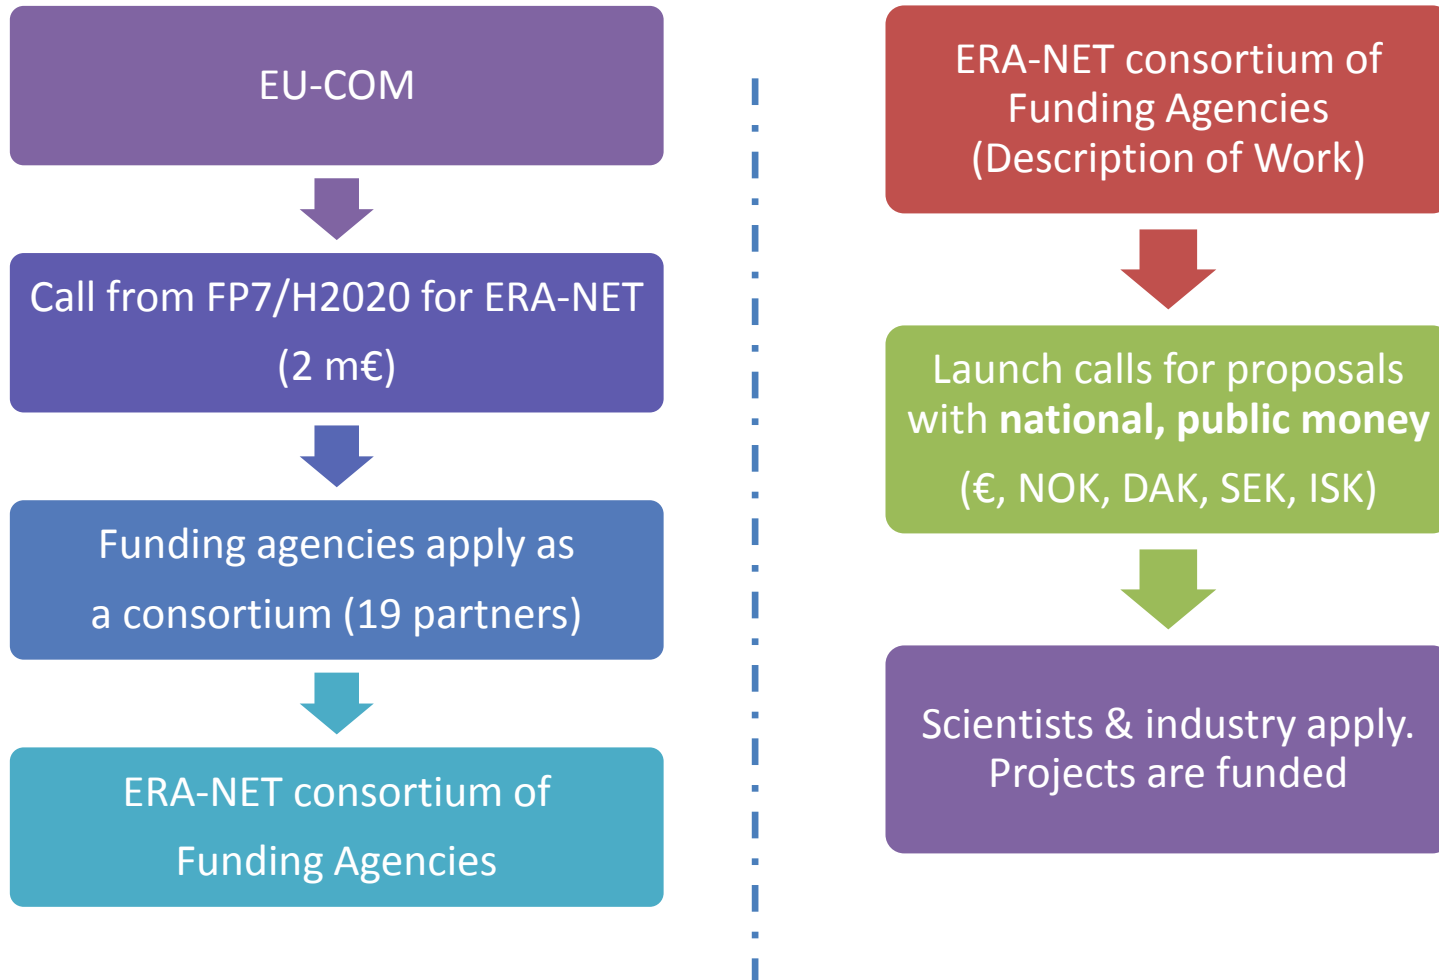 EU-COM
Call from FP7/H2020 for ERA-NET
(2 m€)
Funding agencies apply as
a consortium (19 partners)
ERA-NET consortium of
Funding Agencies
ERA-NET consortium of
Funding Agencies
(Description of Work)
Launch calls for proposals
with national, public money
(€, NOK, DAK, SEK, ISK)
Scientists & industry apply.
Projects are funded